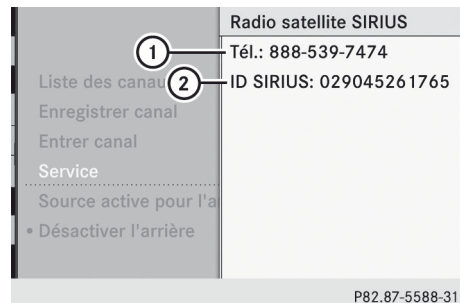 Radio satellite SIRIUS
1
Tél.: 888-539-7474
2
ID SIRIUS: 029045261765
Liste des canau
Enregistrer canal
Entrer canal
Service
Source active pour l'a
• Désactiver l'arrière
P82.87-5588-31